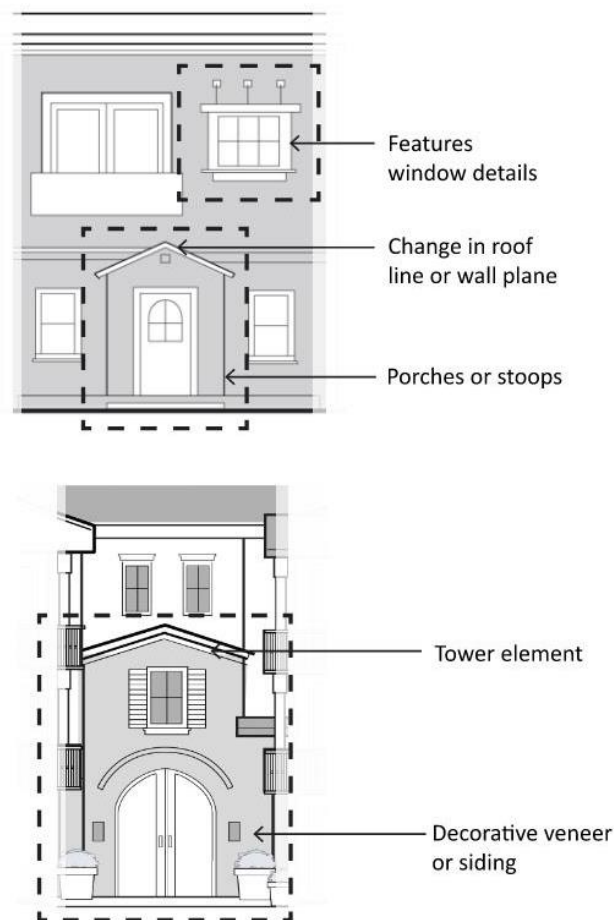 Features
window details
Change in roof
line or wall plane
Porches or stoops
Tower element
Decorative veneer
or siding